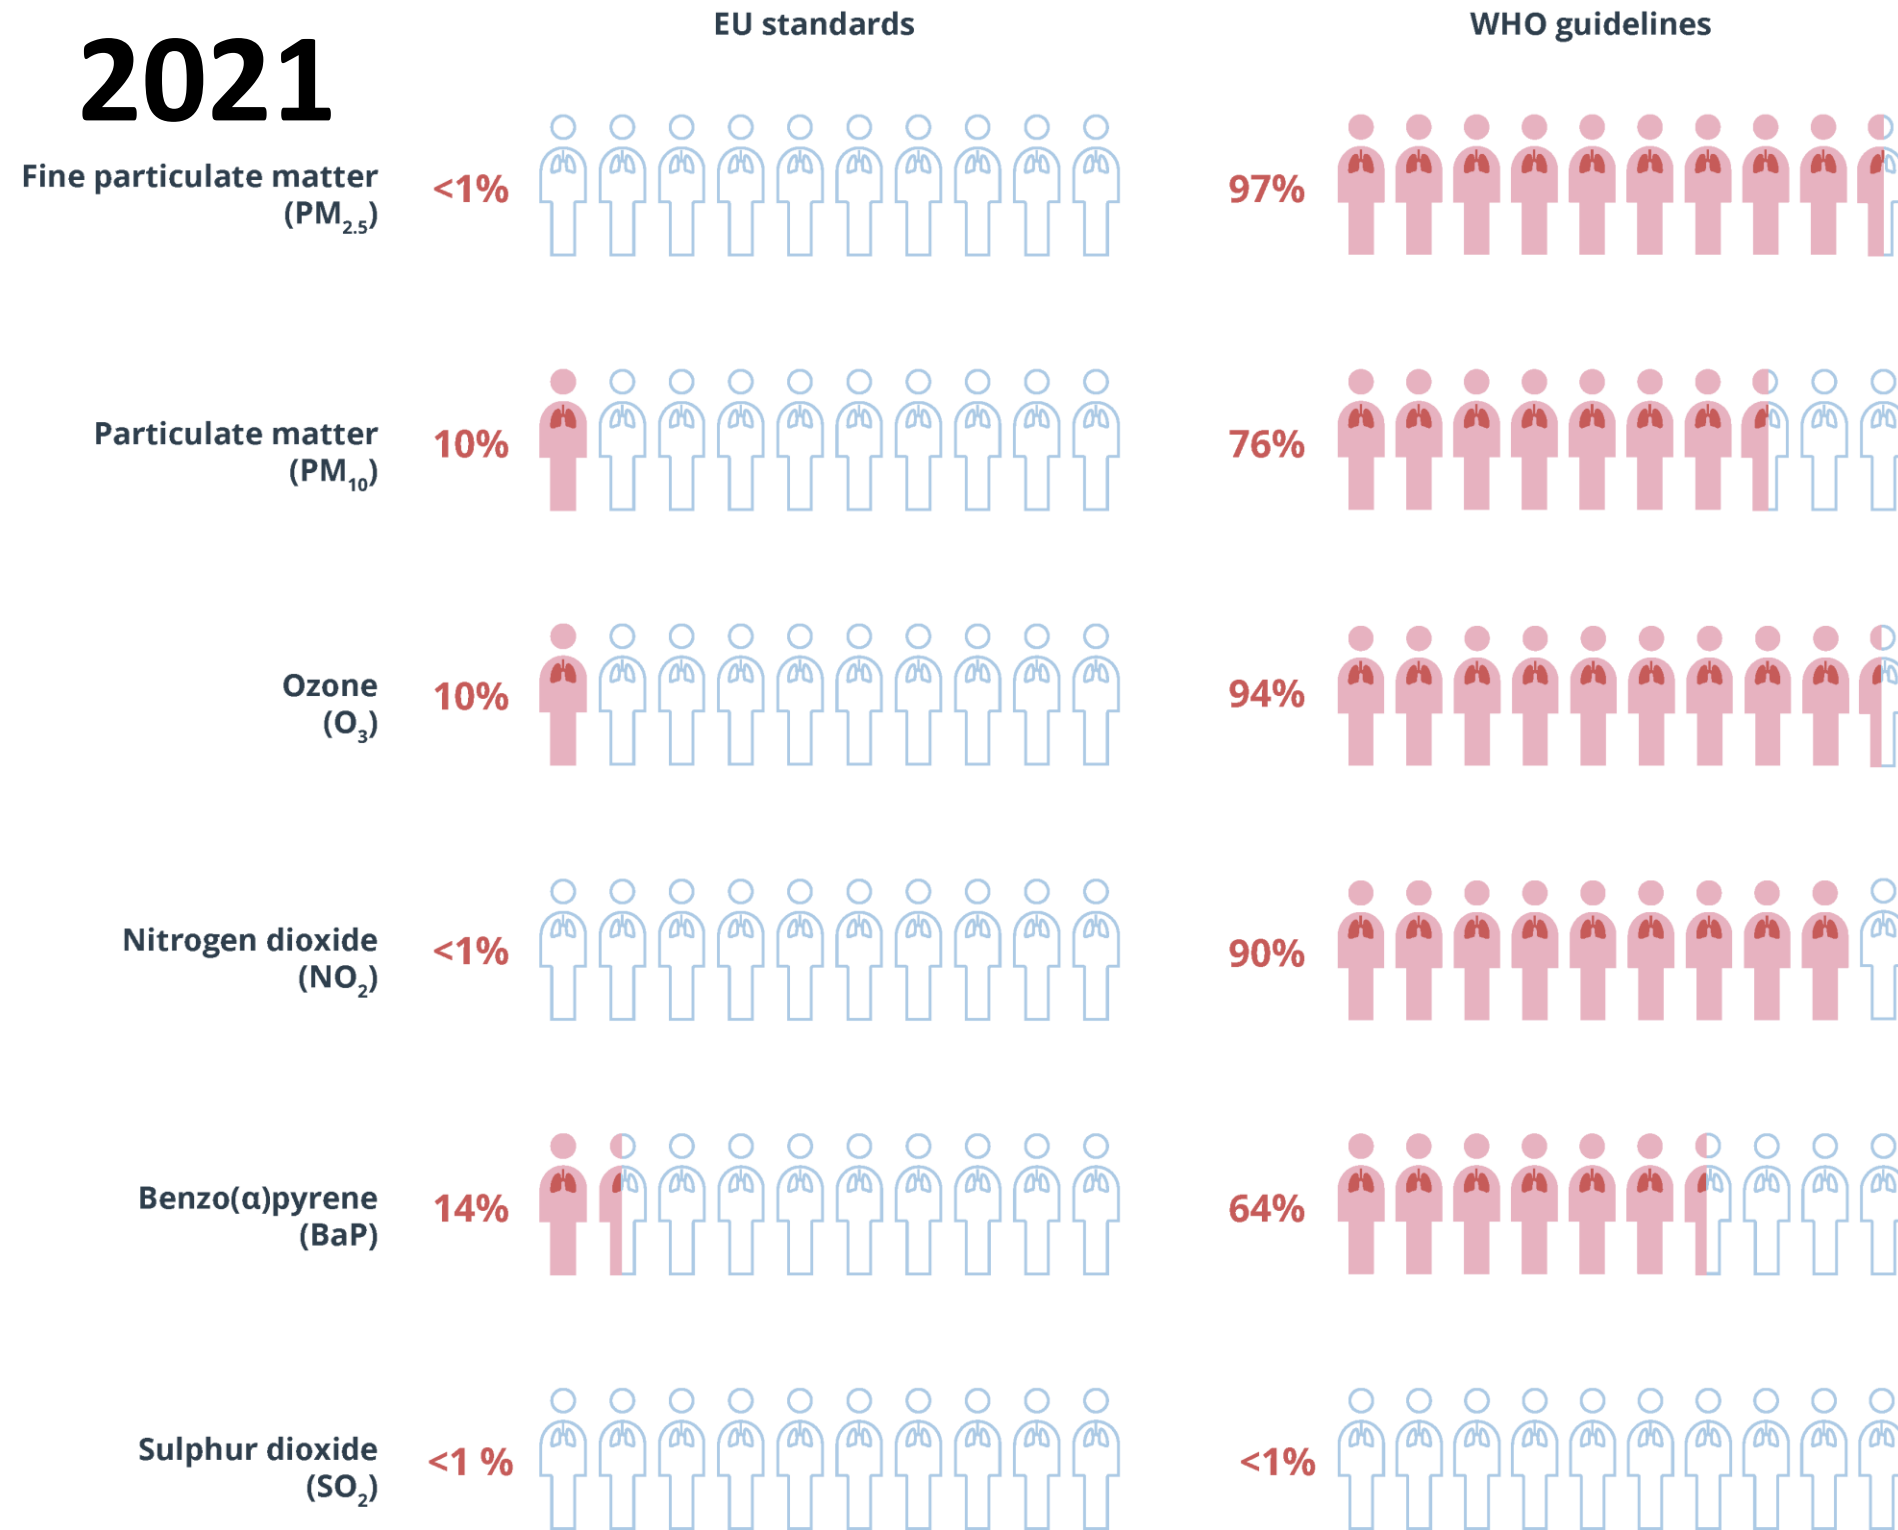 2021
EU standards
WHO guidelines
Fine particulate matter
(PM2.5)
<1%
97%
Particulate matter
(PM10)
10%
76%
Ozone
(O3)
10%
94%
Nitrogen dioxide
(NO2)
<1%
90%
Benzo(α)pyrene
(BaP)
14%
64%
Sulphur dioxide
(SO2)
<1 %
<1%